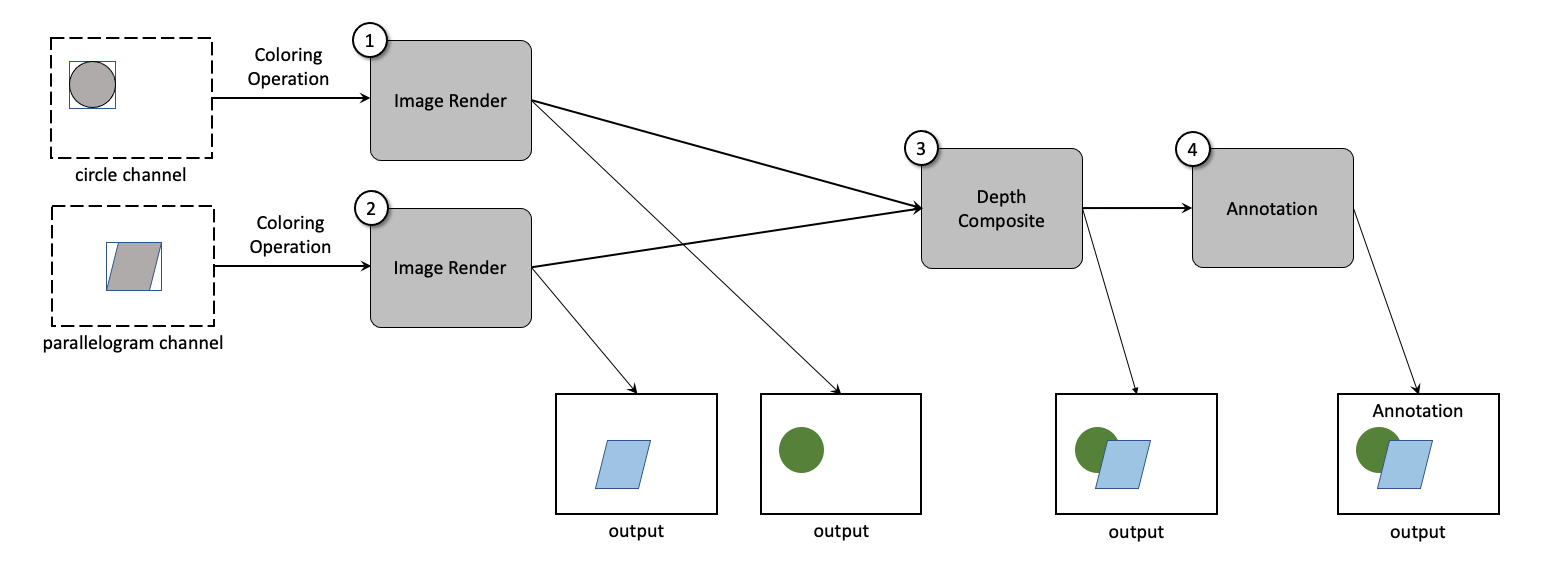 circle channel
Coloring
Operation
1
Image Render
parallelogram channel
Coloring
Operation
2
Image Render
3
Depth
Composite
4
Annotation
output
output
output
Annotation
output